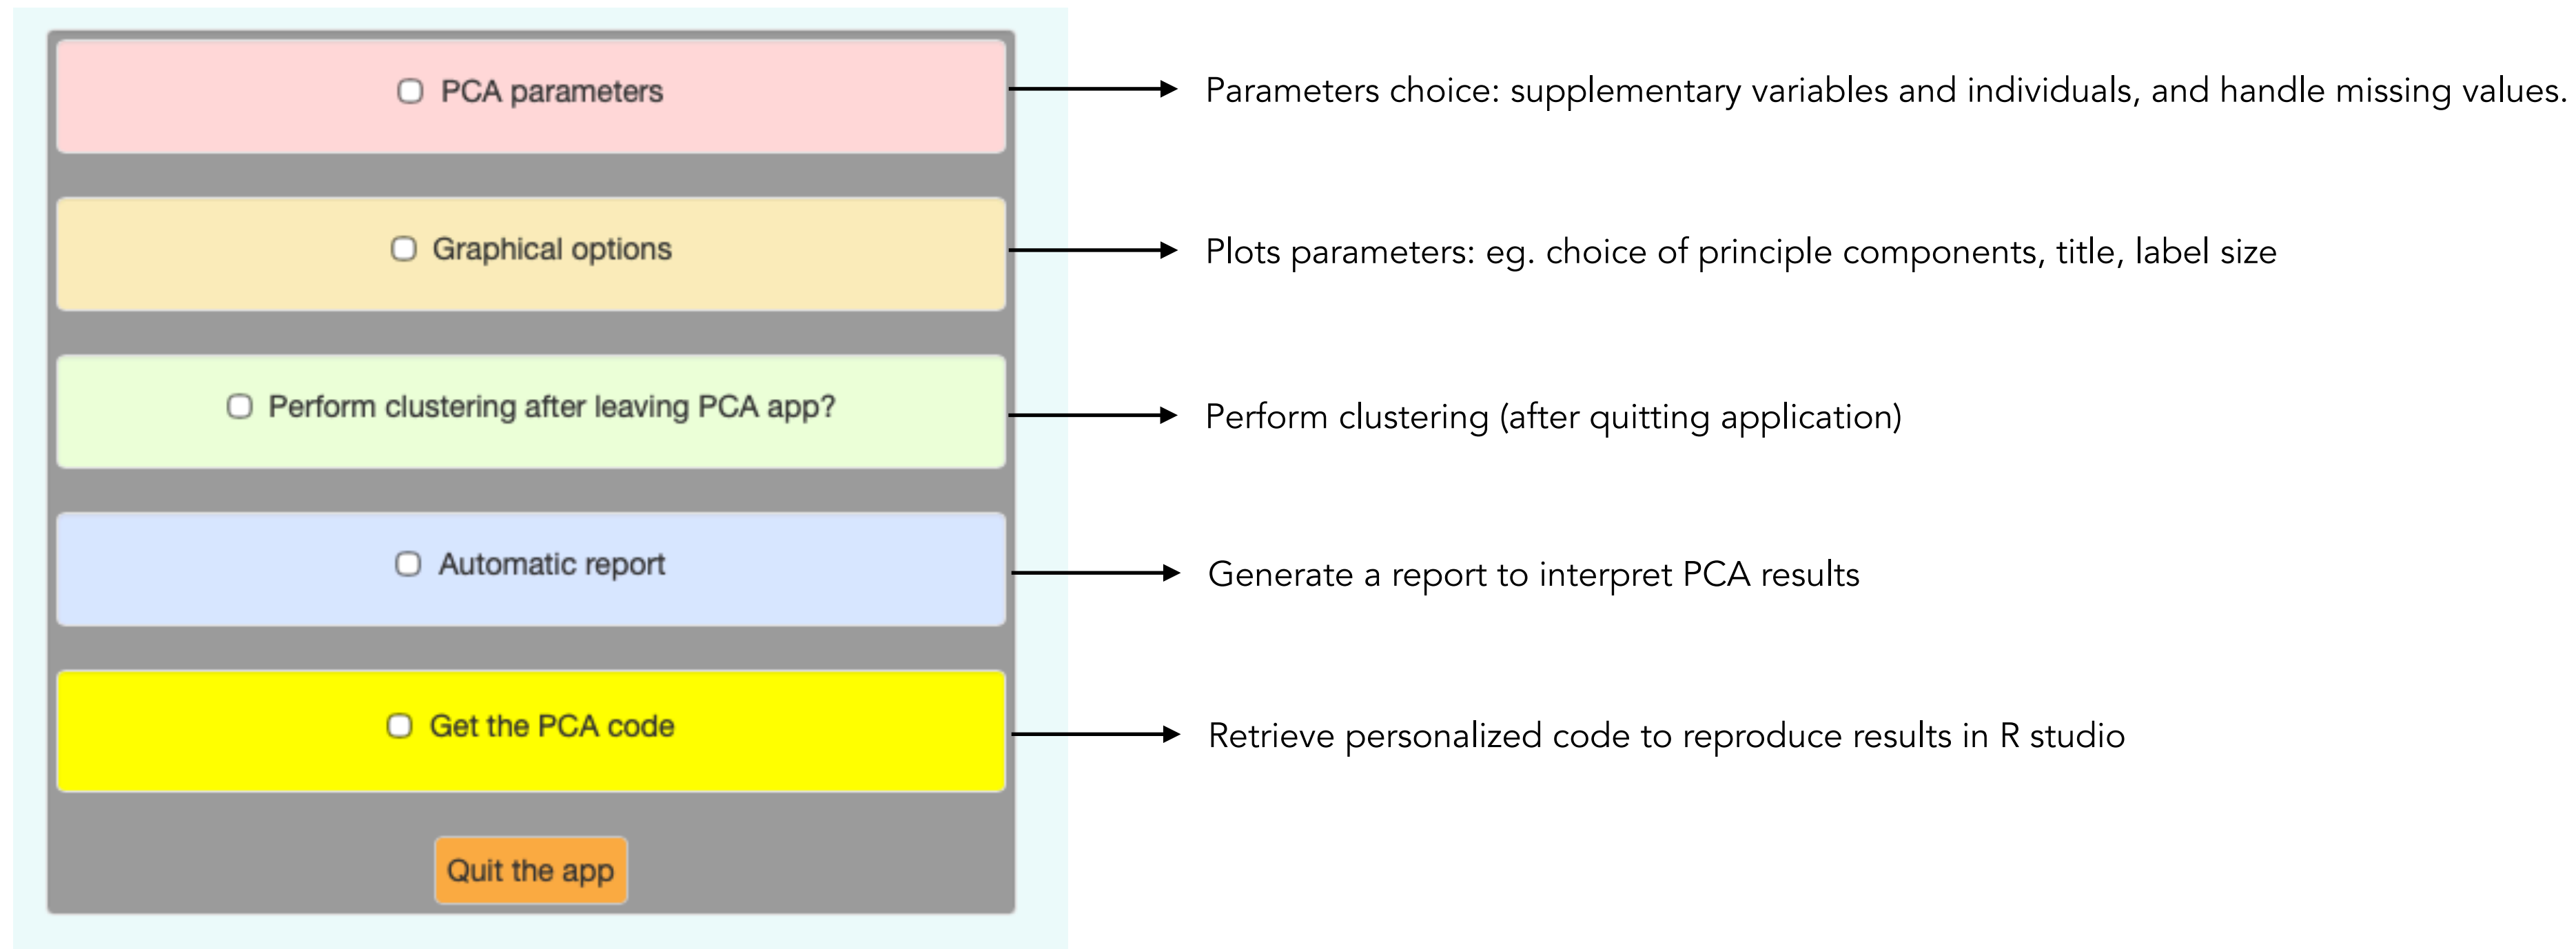 PCA parameters
Parameters choice: supplementary variables and individuals, and handle missing values.
Graphical options
Plots parameters: eg. choice of principle components, title, label size
Perform clustering after leaving PCA app?
Perform clustering (after quitting application)
Automatic report
Generate a report to interpret PCA results
Get the PCA code
Retrieve personalized code to reproduce results in R studio
Quit the app